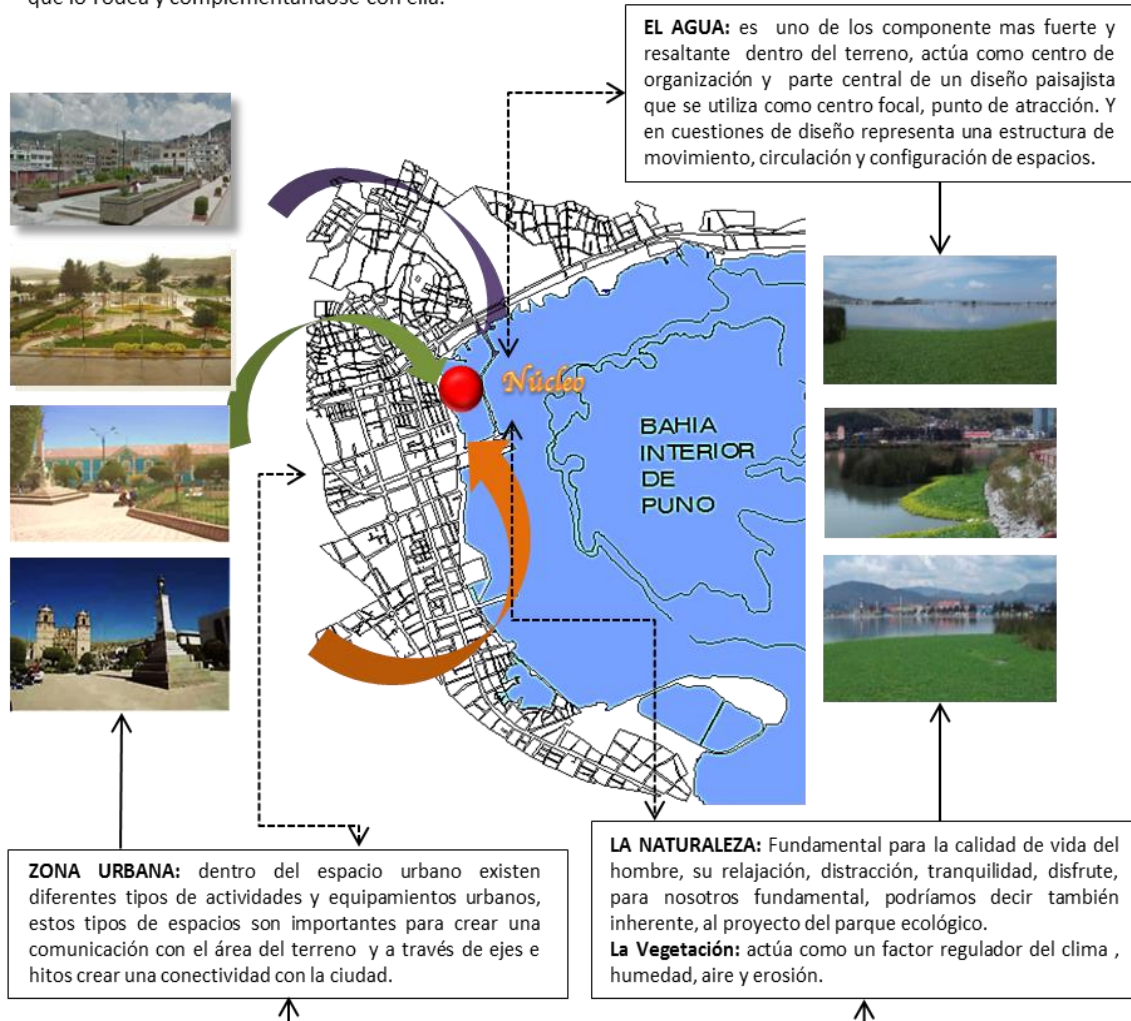 que lo rodea y complementándose con ella.
EL AGUA: es uno de los componente mas fuerte y
resaltante dentro del terreno, actúa como centro de
organización y parte central de un diseño paisajista
que se utiliza como centro focal, punto de atracción. Y
en cuestiones de diseño representa una estructura de
movimiento, circulación y configuración de espacios.
Núcleo
BAHIA
INTERIOR
DE
PUNO
ZONA URBANA: dentro del espacio urbano existen
diferentes tipos de actividades y equipamientos urbanos,
estos tipos de espacios son importantes para crear una
comunicación con el área del terreno y a través de ejes e
hitos crear una conectividad con la ciudad.
LA NATURALEZA: Fundamental para la calidad de vida del
hombre, su relajación, distracción, tranquilidad, disfrute,
para nosotros fundamental, podríamos decir también
inherente, al proyecto del parque ecológico.
La Vegetación: actúa como un factor regulador del clima ,
humedad, aire y erosión.